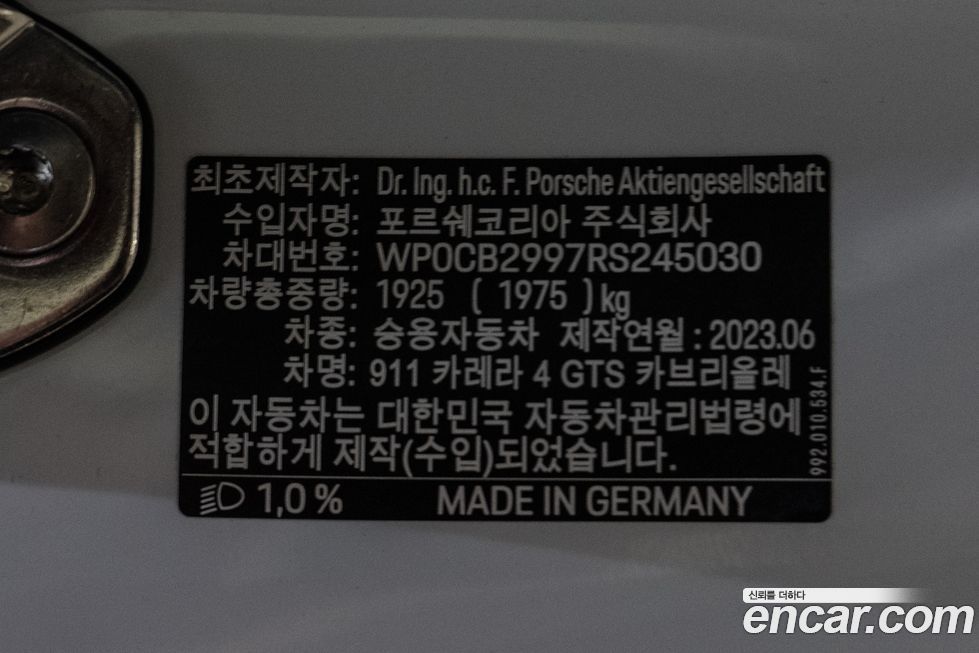 최초제작자: Dr. Ing. h.c. F. Porsche Aktiengesellschaft
수입자명: 포르쉐코리아 주식회사
차대번호: WP0CB2997RS245030
차량총중량: 1925 ( 1975 )kg
차종: 승용자동차 제작연월 : 2023.06
차명: 911 카레라 4 GTS 카브리올레
이 자동차는 대한민국 자동차관리법령에
적합하게 제작(수입)되었습니다.
992.010.534.F
1,0 % MADE IN GERMANY
신뢰를 더하다
encar.com